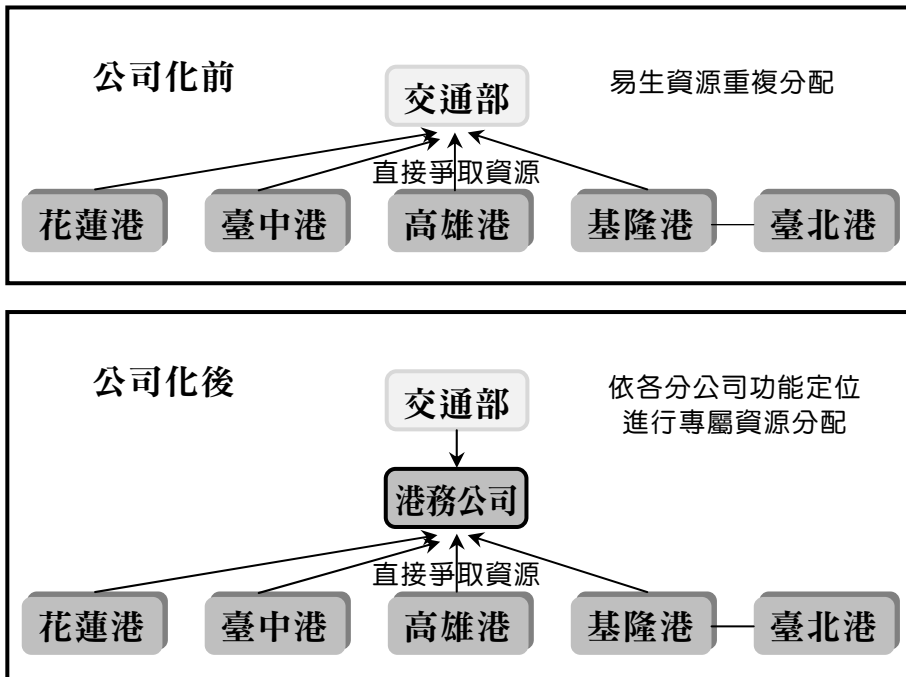 公司化前
交通部
易生資源重複分配
直接爭取資源
花蓮港
臺中港
高雄港
基隆港
臺北港
公司化後
交通部
依各分公司功能定位
進行專屬資源分配
港務公司
直接爭取資源
花蓮港
臺中港
高雄港
基隆港
臺北港